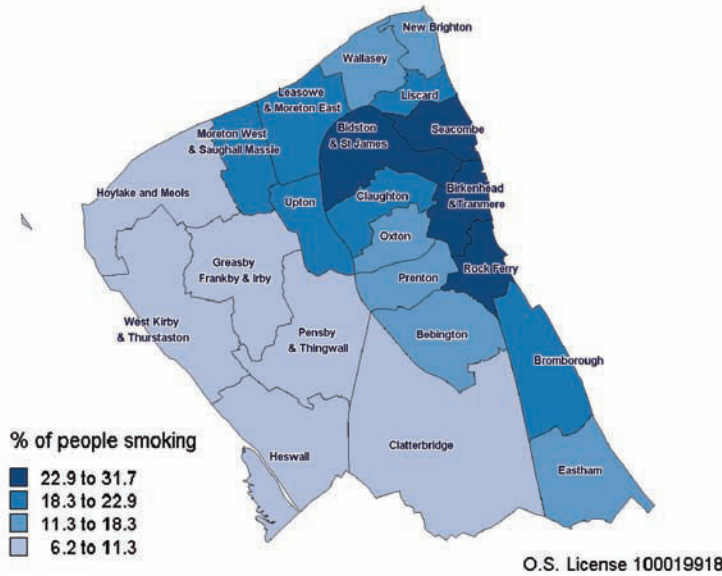 New Brighton
Wallasey
Leasowe
& Moreton East
Liscard
Moreton West
& Saughall Massie
Bidston
& St James
Seacombe
Hoylake and Meols
Upton
Claughton
Birkenhead
&Tranmere
Oxton
Greasby
Frankby & Irby
Prenton
Rock Ferry
West Kirby
& Thurstaston
Pensby
& Thingwall
Bebington
Bromborough
Heswall
Clatterbridge
Eastham
% of people smoking
22.9 to 31.7
18.3 to 22.9
11.3 to 18.3
6.2 to 11.3
O.S. License 100019918